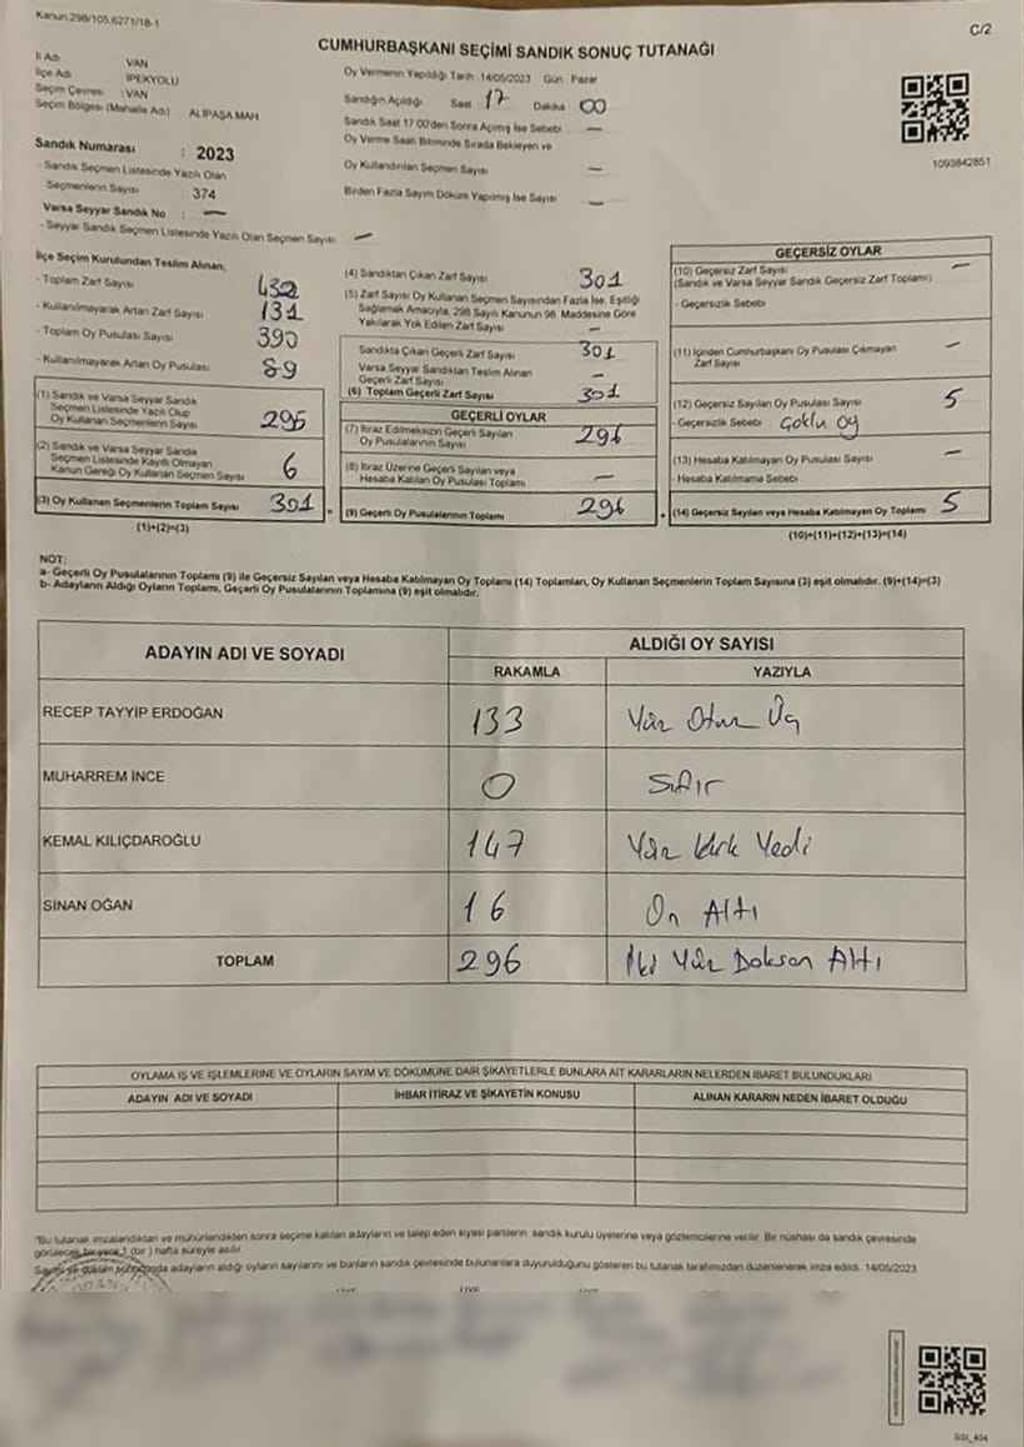 Kanun.298/105,6271/18-1
C/2
CUMHURBAŞKANI SEÇİMİ SANDIK SONUÇ TUTANAĞI
İl Adı : VAN
İlçe Adı : İPEKYOLU
Seçim Çevresi : VAN
Seçim Bölgesi (Mahalle Adı) ALİPAŞA MAH.
Sandık Numarası : 2023
- Sandık Seçmen Listesinde Yazılı Olan
Seçmenlerin Sayısı 374
Varsa Seyyar Sandık No : —
- Seyyar Sandık Seçmen Listesinde Yazılı Olan Seçmen Sayısı —
Oy Vermenin Yapıldığı Tarih 14/05/2023 Gün: Pazar
Sandığın Açıldığı Saat 17 Dakika 00
Sandık Saat 17:00'den Sonra Açılmış İse Sebebi —
Oy Verme Saati Bitiminde Sırada Bekleyen ve
Oy Kullandırılan Seçmen Sayısı —
Birden Fazla Sayım Döküm Yapılmış İse Sayısı —
1093842851
İlçe Seçim Kurulundan Teslim Alınan;
- Toplam Zarf Sayısı 432
- Kullanılmayarak Artan Zarf Sayısı 131
- Toplam Oy Pusulası Sayısı 390
- Kullanılmayarak Artan Oy Pusulası 89
(1) Sandık ve Varsa Seyyar Sandık
Seçmen Listesinde Yazılı Olup
Oy Kullanan Seçmenlerin Sayısı 295
(2) Sandık ve Varsa Seyyar Sandık
Seçmen Listesinde Kayıtlı Olmayan
Kanun Gereği Oy Kullanan Seçmen Sayısı 6
(3) Oy Kullanan Seçmenlerin Toplam Sayısı 301
(1)+(2)=(3)
(4) Sandıktan Çıkan Zarf Sayısı 301
(5) Zarf Sayısı Oy Kullanan Seçmen Sayısından Fazla İse, Eşitliği
Sağlamak Amacıyla, 298 Sayılı Kanunun 98. Maddesine Göre
Yakılarak Yok Edilen Zarf Sayısı —
Sandıkta Çıkan Geçerli Zarf Sayısı 301
Varsa Seyyar Sandıktan Teslim Alınan
Geçerli Zarf Sayısı —
(6) Toplam Geçerli Zarf Sayısı 301
GEÇERLİ OYLAR
(7) İtiraz Edilmeksizin Geçerli Sayılan
Oy Pusulalarının Sayısı 296
(8) İtiraz Üzerine Geçerli Sayılan veya
Hesaba Katılan Oy Pusulası Toplamı —
(9) Geçerli Oy Pusulalarının Toplamı 296
GEÇERSİZ OYLAR
(10) Geçersiz Zarf Sayısı —
(Sandık ve Varsa Seyyar Sandık Geçersiz Zarf Toplamı)
- Geçersizlik Sebebi
(11) İçinden Cumhurbaşkanı Oy Pusulası Çıkmayan —
Zarf Sayısı
(12) Geçersiz Sayılan Oy Pusulası Sayısı 5
- Geçersizlik Sebebi Çoklu oy
(13) Hesaba Katılmayan Oy Pusulası Sayısı —
- Hesaba Katılmama Sebebi
(14) Geçersiz Sayılan veya Hesaba Katılmayan Oy Toplamı 5
(10)+(11)+(12)+(13)=(14)
NOT:
a- Geçerli Oy Pusulalarının Toplamı (9) ile Geçersiz Sayılan veya Hesaba Katılmayan Oy Toplamı (14) Toplamları, Oy Kullanan Seçmenlerin Toplam Sayısına (3) eşit olmalıdır. (9)+(14)=(3)
b- Adayların Aldığı Oyların Toplamı, Geçerli Oy Pusulalarının Toplamına (9) eşit olmalıdır.
ADAYIN ADI VE SOYADI
ALDIĞI OY SAYISI
RAKAMLA YAZIYLA
RECEP TAYYİP ERDOĞAN 133 Yüz Otuz Üç
MUHARREM İNCE 0 Sıfır
KEMAL KILIÇDAROĞLU 147 Yüz Kırk Yedi
SİNAN OĞAN 16 On Altı
TOPLAM 296 İki Yüz Doksan Altı
OYLAMA İŞ VE İŞLEMLERİNE VE OYLARIN SAYIM VE DÖKÜMÜNE DAİR ŞİKAYETLERLE BUNLARA AİT KARARLARIN NELERDEN İBARET BULUNDUKLARI
ADAYIN ADI VE SOYADI İHBAR İTİRAZ VE ŞİKAYETİN KONUSU ALINAN KARARIN NEDEN İBARET OLDUĞU
"Bu tutanak imzalandıktan ve mühürlendikten sonra seçime katılan adayların ve talep eden siyasi partilerin sandık kurulu üyelerine veya gözlemcilerine verilir. Bir nüshası da sandık çevresinde
görülecek bir yere 1 (bir) hafta süreyle asılır.
adayların aldığı oyların sayılarını ve bunların sandık çevresinde bulunanlara duyurulduğunu gösteren bu tutanak tarafımızdan düzenlenerek imza edildi. 14/05/2023